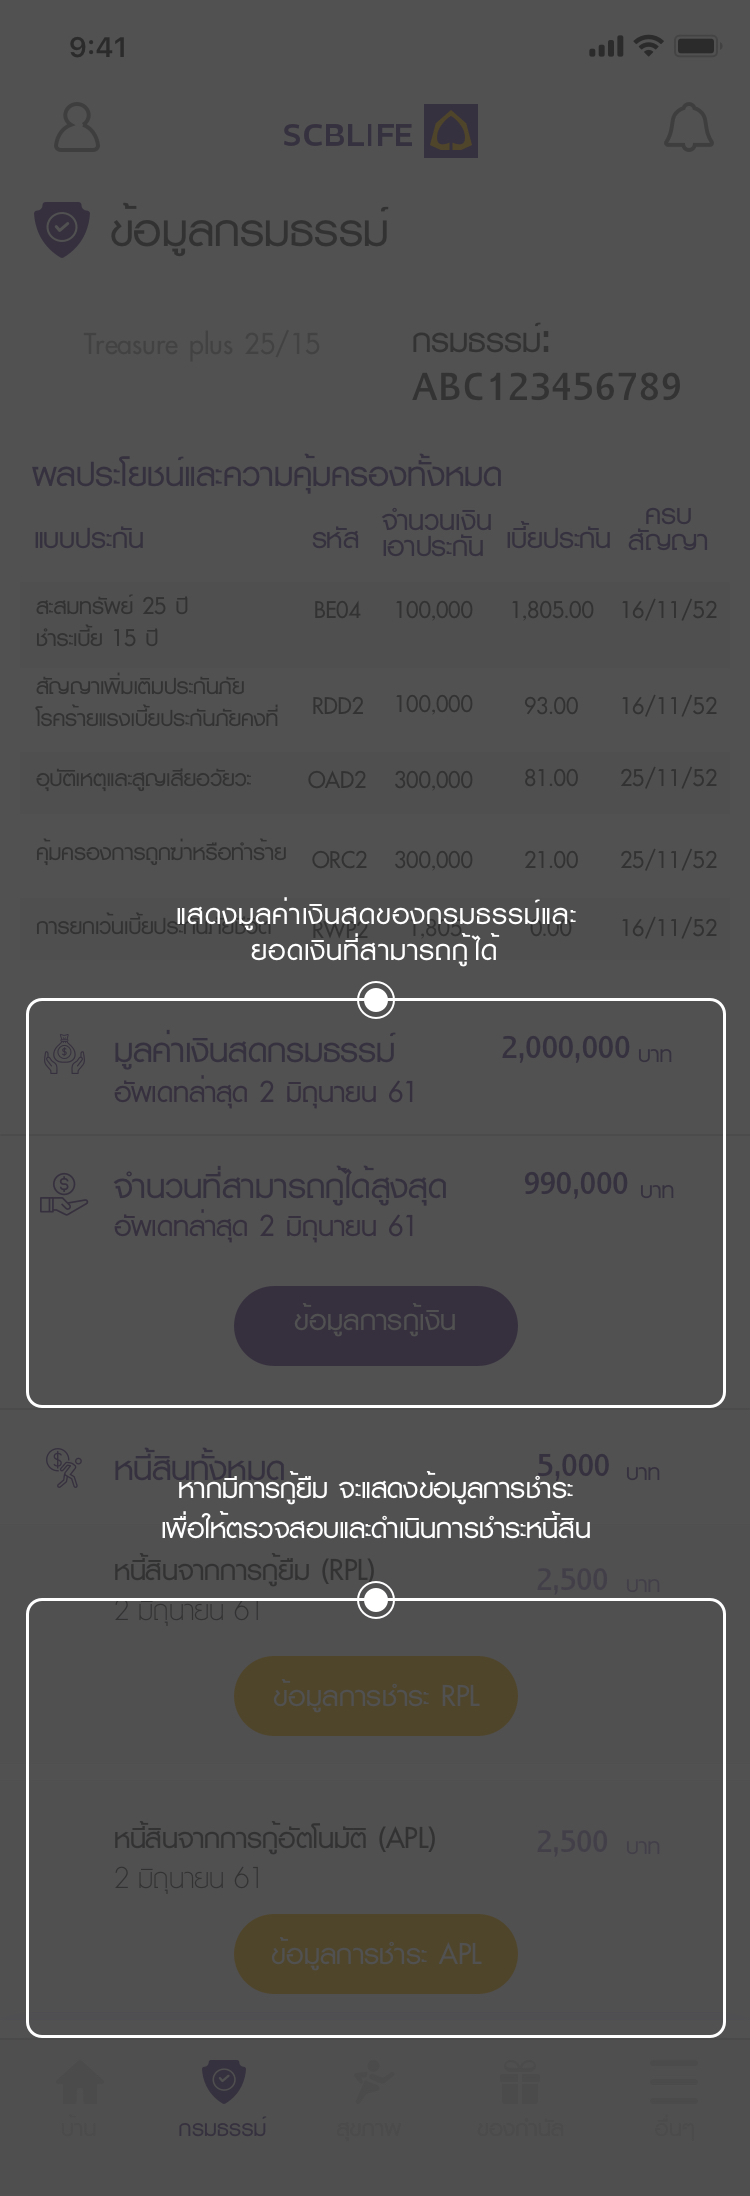 9:41
SCBLIFE
ข้อมูลกรมธรรม์
Treasure plus 25/15
กรมธรรม์:
ABC123456789
ผลประโยชน์และความคุ้มครองทั้งหมด
แบบประกัน รหัส จำนวนเงินเอาประกัน เบี้ยประกัน ครบสัญญา
สะสมทรัพย์ 25 ปี
ชำระเบี้ย 15 ปี
BE04 100,000 1,805.00 16/11/52
สัญญาเพิ่มเติมประกันภัย
โรคร้ายแรงเบี้ยประกันภัยคงที่
RDD2 100,000 93.00 16/11/52
อุบัติเหตุและสูญเสียอวัยวะ OAD2 300,000 81.00 25/11/52
คุ้มครองการถูกฆ่าหรือทำร้าย ORC2 300,000 21.00 25/11/52
แสดงมูลค่าเงินสดของกรมธรรม์และ
การยกเว้นเบี้ยประกันภัยชีวิต RWP2 1,805 0.00 16/11/52
ยอดเงินที่สามารถกู้ได้
มูลค่าเงินสดกรมธรรม์ 2,000,000 บาท
อัพเดทล่าสุด 2 มิถุนายน 61
จำนวนที่สามารถกู้ได้สูงสุด 990,000 บาท
อัพเดทล่าสุด 2 มิถุนายน 61
ข้อมูลการกู้เงิน
หนี้สินทั้งหมด 5,000 บาท
หากมีการกู้ยืม จะแสดงข้อมูลการชำระ
เพื่อให้ตรวจสอบและดำเนินการชำระหนี้สิน
หนี้สินจากการกู้ยืม (RPL) 2,500 บาท
2 มิถุนายน 61
ข้อมูลการชำระ RPL
หนี้สินจากการกู้อัตโนมัติ (APL) 2,500 บาท
2 มิถุนายน 61
ข้อมูลการชำระ APL
บ้าน กรมธรรม์ สุขภาพ ของกำนัล อื่นๆ